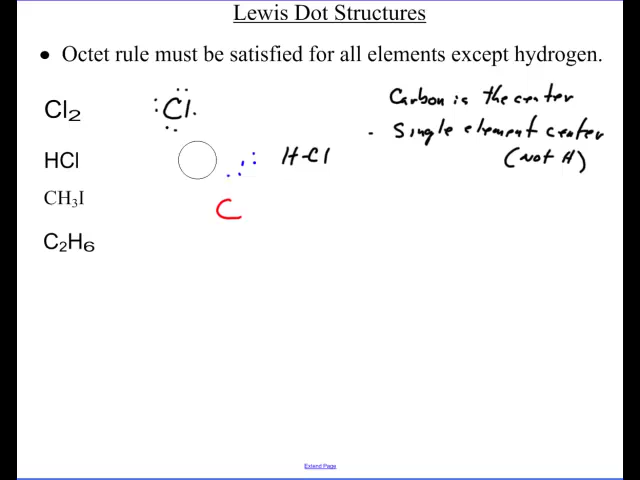 Lewis Dot Structures
• Octet rule must be satisfied for all elements except hydrogen.
Carbon is the center
Cl₂
:Cl.
- Single element center
(not H)
HCl
H-Cl
CH₃I
C
C₂H₆
Extend Page